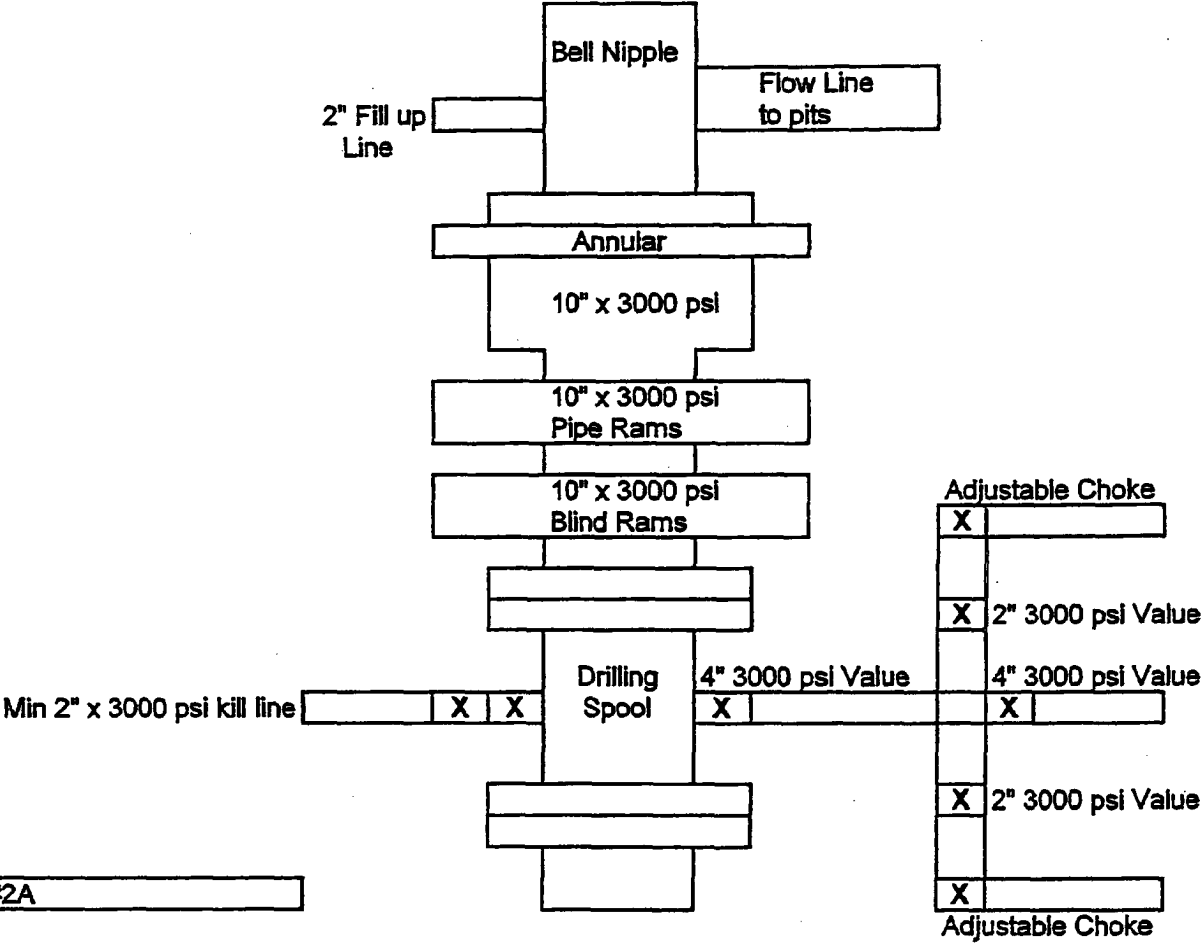 Bell Nipple
Flow Line
to pits
2" Fill up
Line
Annular
10" x 3000 psi
10" x 3000 psi
Pipe Rams
10" x 3000 psi
Blind Rams
Adjustable Choke
X
X 2" 3000 psi Value
Drilling
Spool
4" 3000 psi Value
4" 3000 psi Value
Min 2" x 3000 psi kill line
X X
X
X
X 2" 3000 psi Value
2A
X
Adjustable Choke